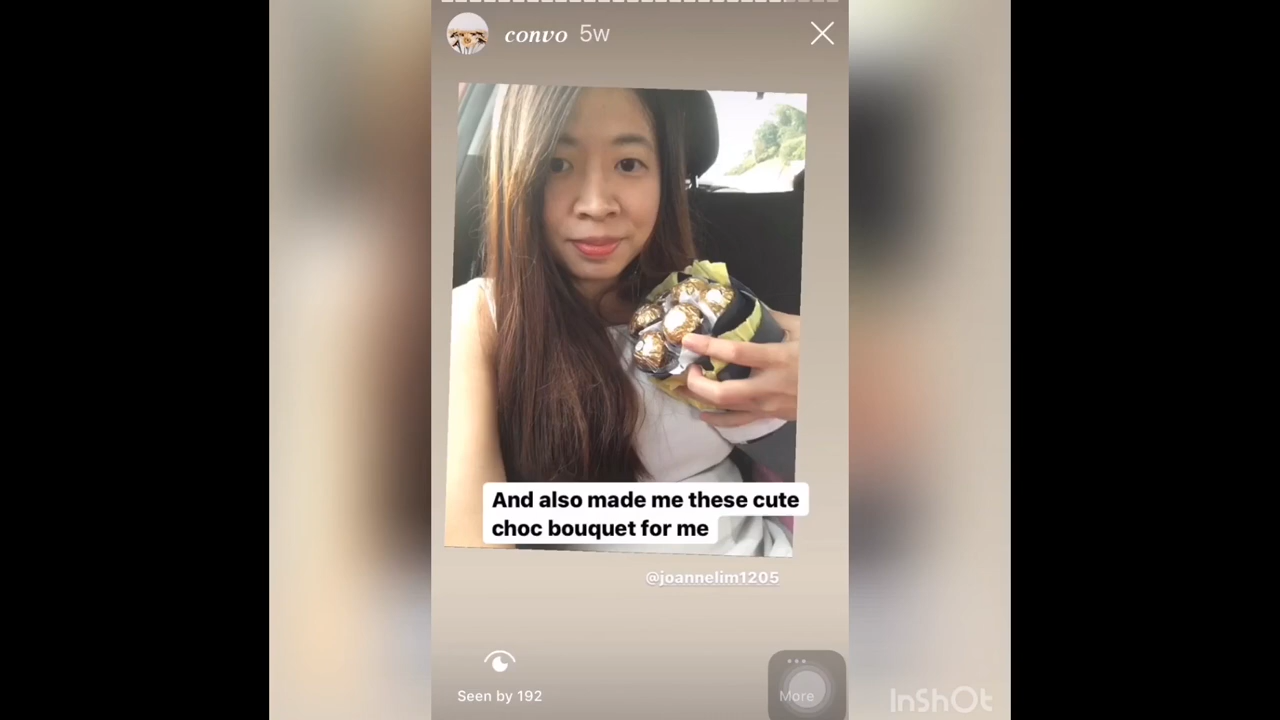 convo 5w
And also made me these cute
choc bouquet for me
@joannelim1205
Seen by 192
More
InShOt